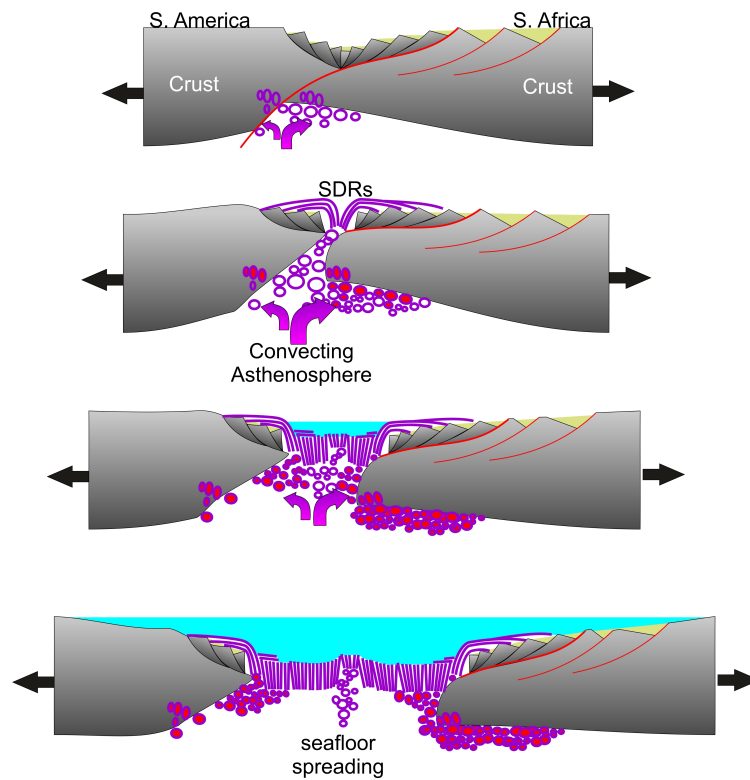 S. America
S. Africa
Crust
Crust
SDRs
Convecting
Asthenosphere
seafloor
spreading